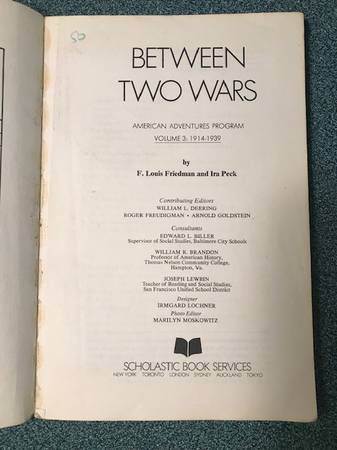 50
BETWEEN
TWO WARS
AMERICAN ADVENTURES PROGRAM
VOLUME 3: 1914-1939
by
F. Louis Friedman and Ira Peck
Contributing Editors
WILLIAM L. DEERING
ROGER FREUDIGMAN • ARNOLD GOLDSTEIN
Consultants
EDWARD L. BILLER
Supervisor of Social Studies, Baltimore City Schools
WILLIAM K. BRANDON
Professor of American History,
Thomas Nelson Community College,
Hampton, Va.
JOSEPH LEWRIN
Teacher of Reading and Social Studies,
San Francisco Unified School District
Designer
IRMGARD LOCHNER
Photo Editor
MARILYN MOSKOWITZ
SCHOLASTIC BOOK SERVICES
NEW YORK TORONTO LONDON SYDNEY AUCKLAND TOKYO